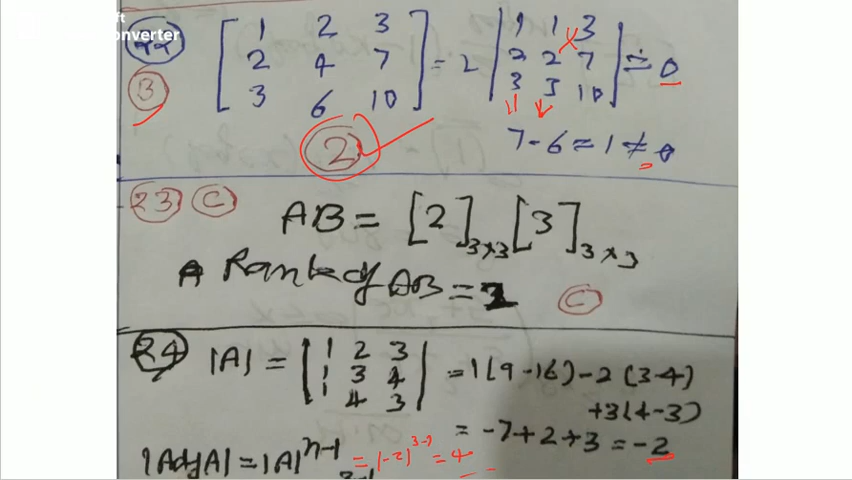 onverter
22
B
[1 2 3
2 4 7
3 6 10] = 2 |1 1 3
2 2 7
3 3 10| = 0
7 - 6 = 1 ≠ 0
2
23 C AB = [2]3×3 [3]3×3
Rank of AB = 2
C
24 |A| = |1 2 3
1 3 4
1 4 3| = 1(9-16) - 2(3-4)
+3(4-3)
= -7+2+3 = -2
|AdjA| = |A|^n-1 = (-2)^3-1 = 4